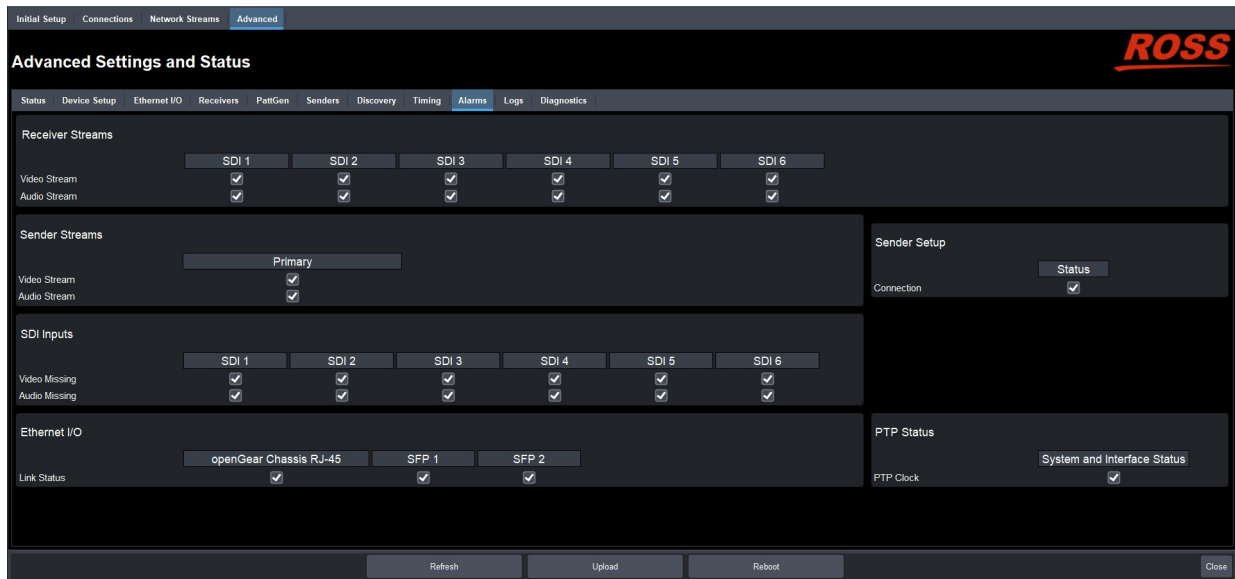 Initial Setup Connections Network Streams Advanced
ROSS
Advanced Settings and Status
Status Device Setup Ethernet I/O Receivers PattGen Senders Discovery Timing Alarms Logs Diagnostics
Receiver Streams
SDI 1 SDI 2 SDI 3 SDI 4 SDI 5 SDI 6
Video Stream
Audio Stream
Sender Streams
Primary
Video Stream
Audio Stream
Sender Setup
Status
Connection
SDI Inputs
SDI 1 SDI 2 SDI 3 SDI 4 SDI 5 SDI 6
Video Missing
Audio Missing
Ethernet I/O
openGear Chassis RJ-45 SFP 1 SFP 2
Link Status
PTP Status
System and Interface Status
PTP Clock
Refresh Upload Reboot Close